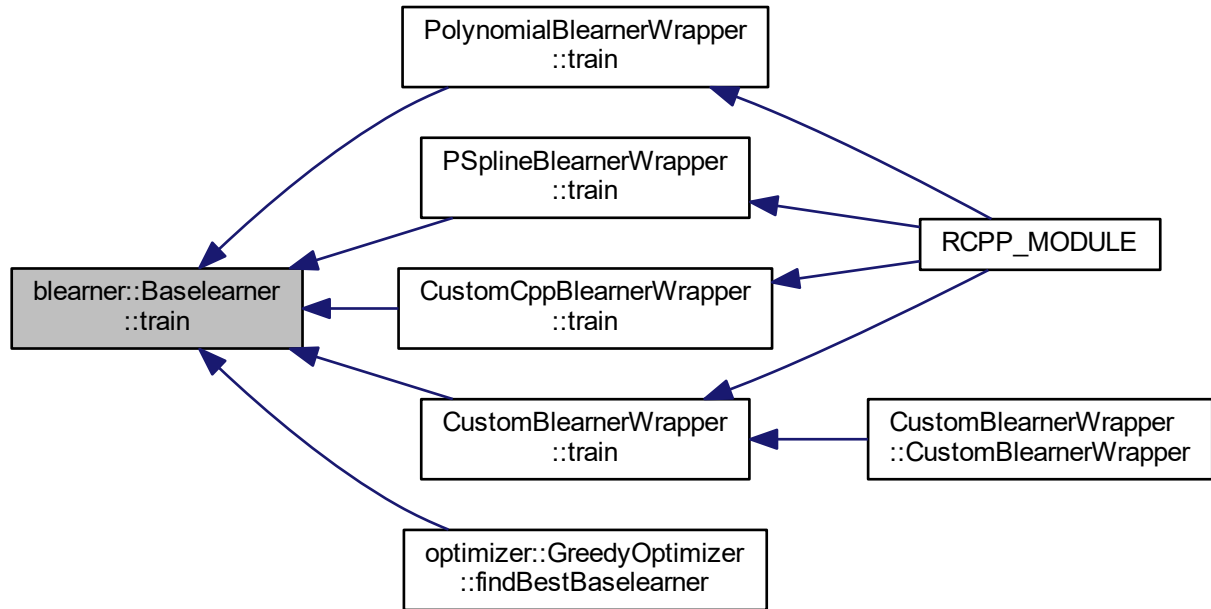 PolynomialBlearnerWrapper
::train
PSplineBlearnerWrapper
::train
RCPP_MODULE
blearner::Baselearner
::train
CustomCppBlearnerWrapper
::train
CustomBlearnerWrapper
::train
CustomBlearnerWrapper
::CustomBlearnerWrapper
optimizer::GreedyOptimizer
::findBestBaselearner